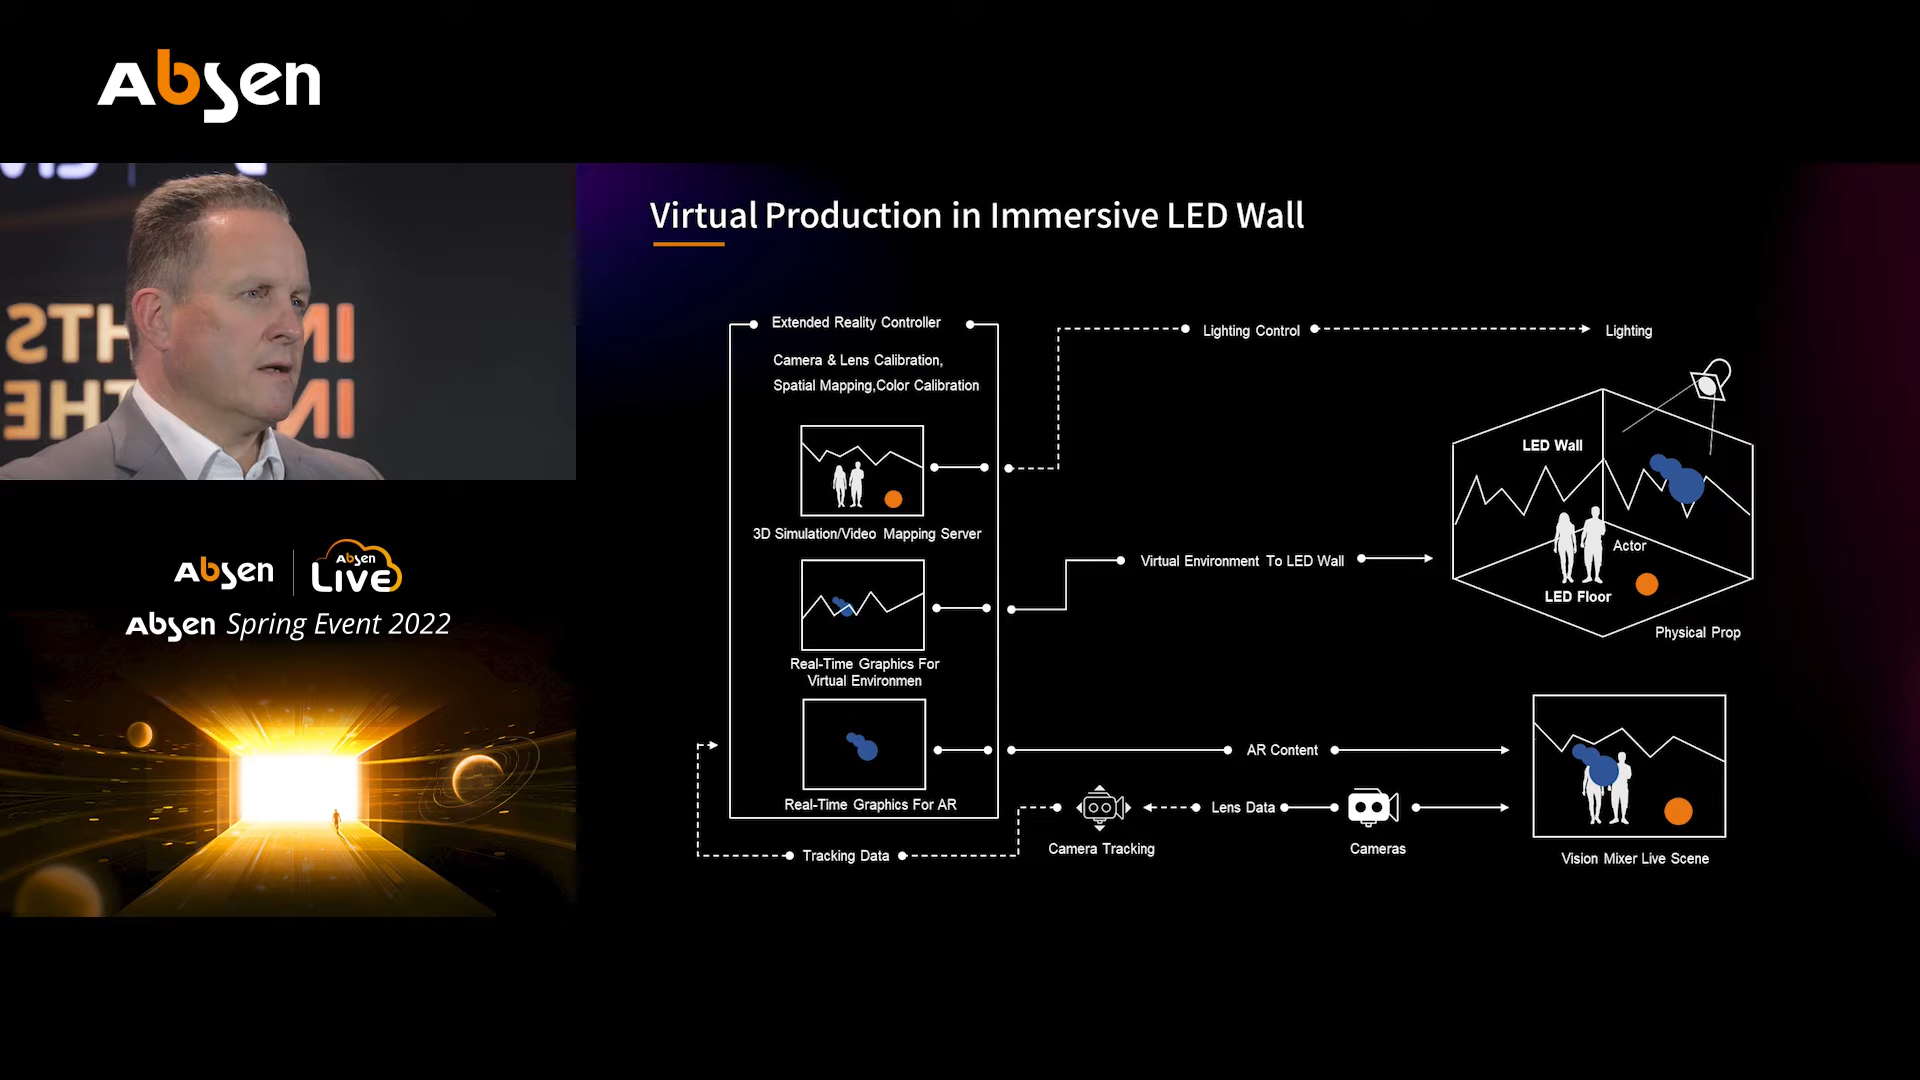 Absen
INSIGHTS
IN THE
Absen
Absen
LIVE
Absen Spring Event 2022
Virtual Production in Immersive LED Wall
Extended Reality Controller
Camera & Lens Calibration,
Spatial Mapping,Color Calibration
3D Simulation/Video Mapping Server
Real-Time Graphics For
Virtual Environmen
Real-Time Graphics For AR
Tracking Data
Lighting Control
Lighting
Virtual Environment To LED Wall
LED Wall
Actor
LED Floor
Physical Prop
AR Content
Lens Data
Camera Tracking
Cameras
Vision Mixer Live Scene